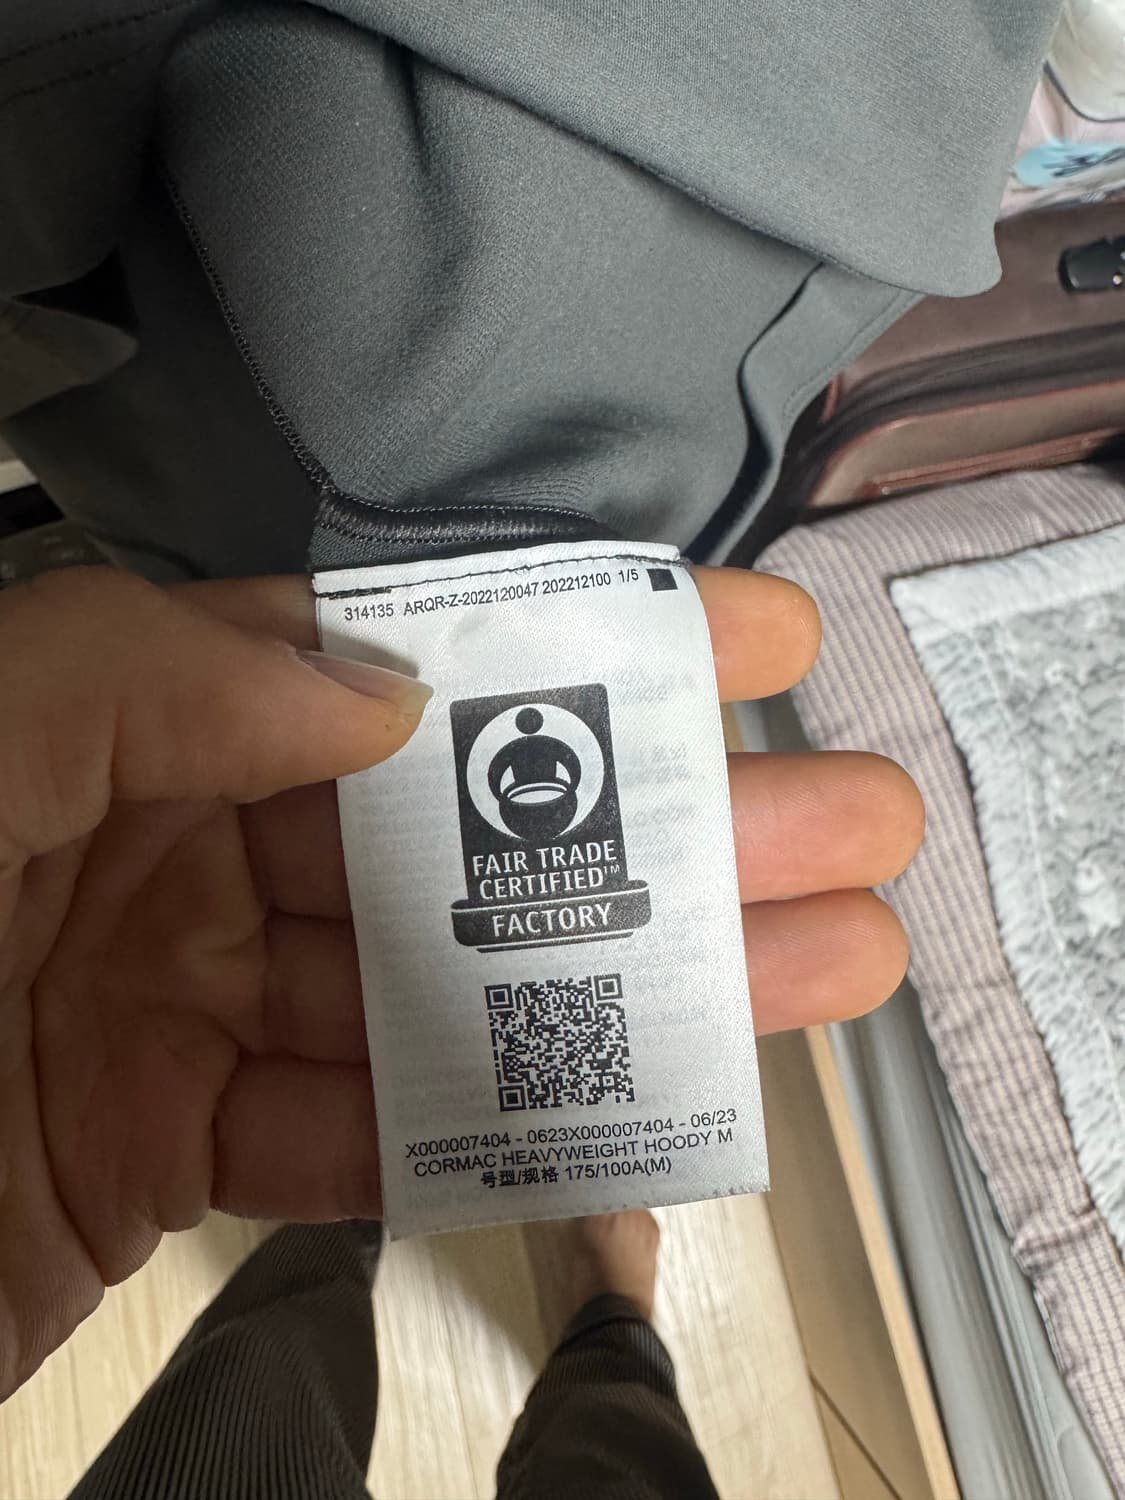 314135 ARQR-Z-2022120047 202212100 1/5
FAIR TRADE
CERTIFIED™
FACTORY
X000007404 - 0623X000007404 - 06/23
CORMAC HEAVYWEIGHT HOODY M
号型/规格 175/100A(M)